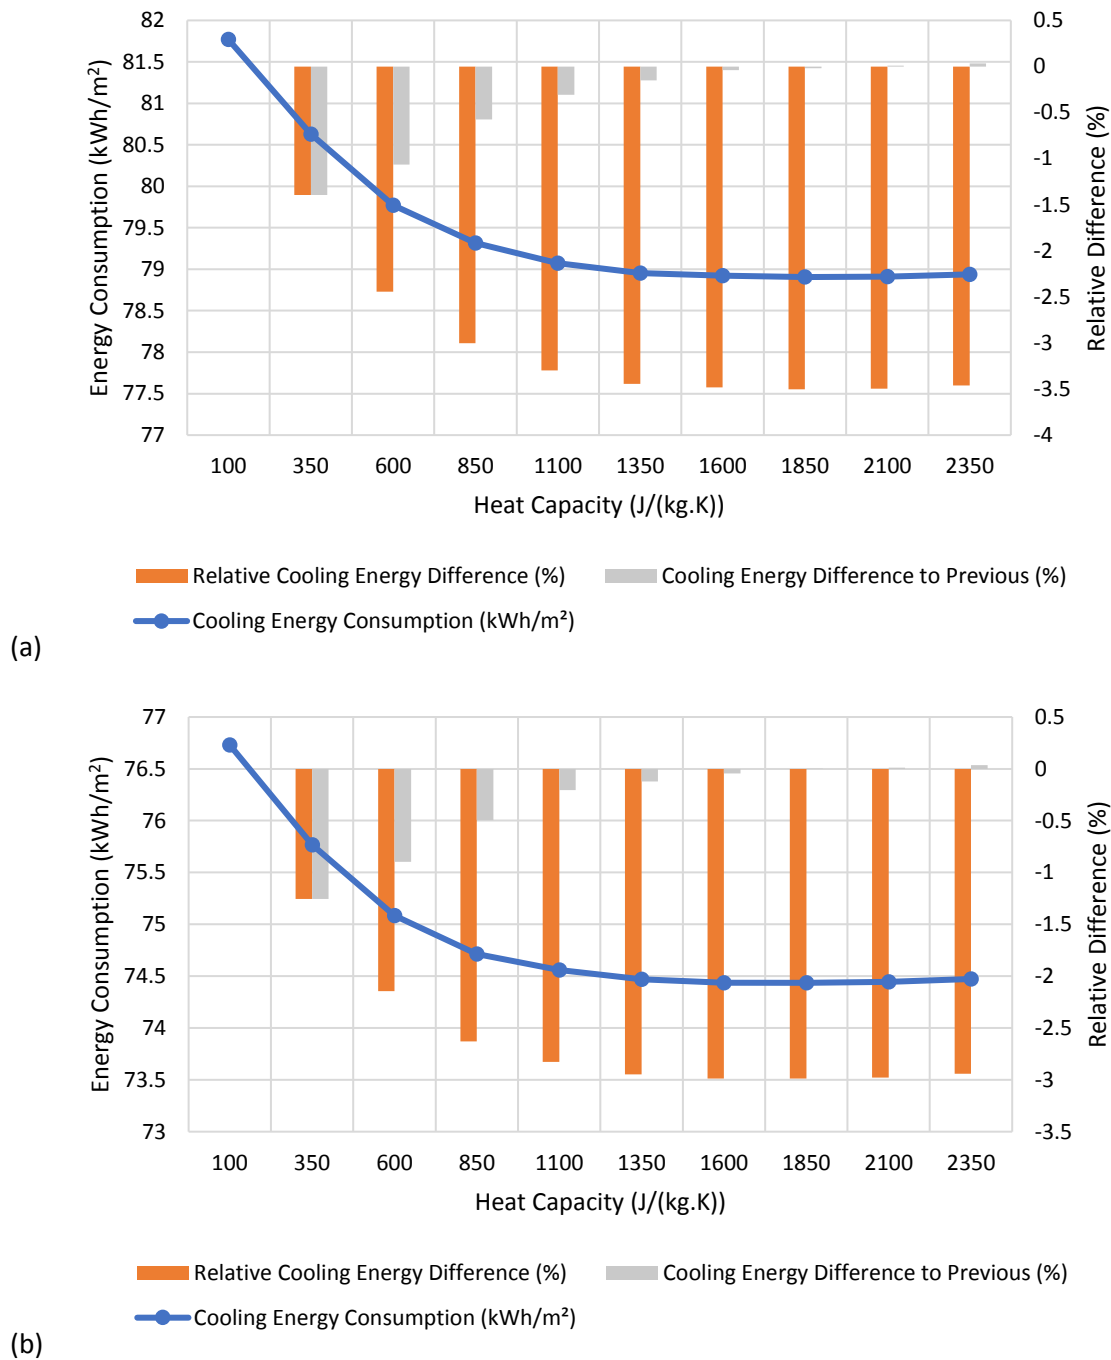 82
81.5
81
80.5
80
79.5
79
78.5
78
77.5
77
Energy Consumption (kWh/m²)
0.5
0
-0.5
-1
-1.5
-2
-2.5
-3
-3.5
-4
Relative Difference (%)
100 350 600 850 1100 1350 1600 1850 2100 2350
Heat Capacity (J/(kg.K))
Relative Cooling Energy Difference (%) Cooling Energy Difference to Previous (%)
Cooling Energy Consumption (kWh/m²)
(a)
77
76.5
76
75.5
75
74.5
74
73.5
73
Energy Consumption (kWh/m²)
0.5
0
-0.5
-1
-1.5
-2
-2.5
-3
-3.5
Relative Difference (%)
100 350 600 850 1100 1350 1600 1850 2100 2350
Heat Capacity (J/(kg.K))
Relative Cooling Energy Difference (%) Cooling Energy Difference to Previous (%)
Cooling Energy Consumption (kWh/m²)
(b)